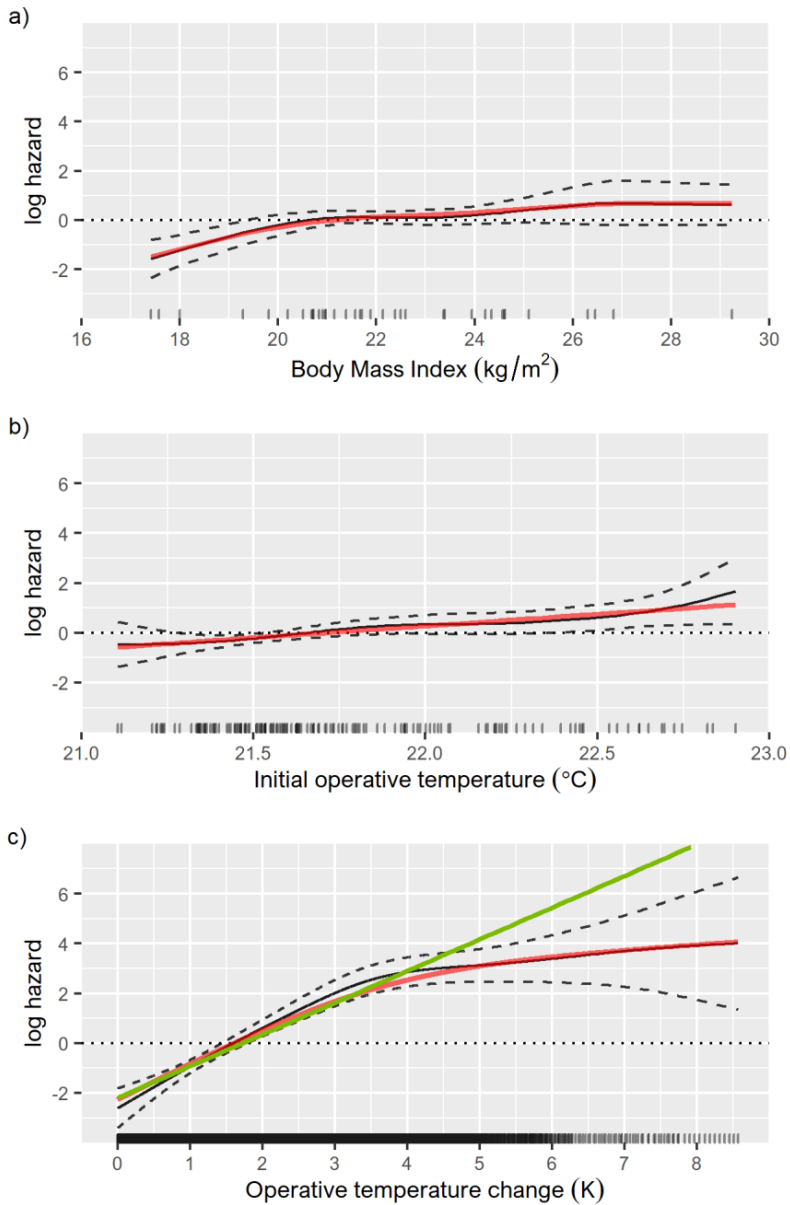 a)
6
4
2
0
-2
log hazard
16 18 20 22 24 26 28 30
Body Mass Index (kg/m²)
b)
6
4
2
0
-2
log hazard
21.0 21.5 22.0 22.5 23.0
Initial operative temperature (°C)
c)
6
4
2
0
-2
log hazard
0 1 2 3 4 5 6 7 8
Operative temperature change (K)